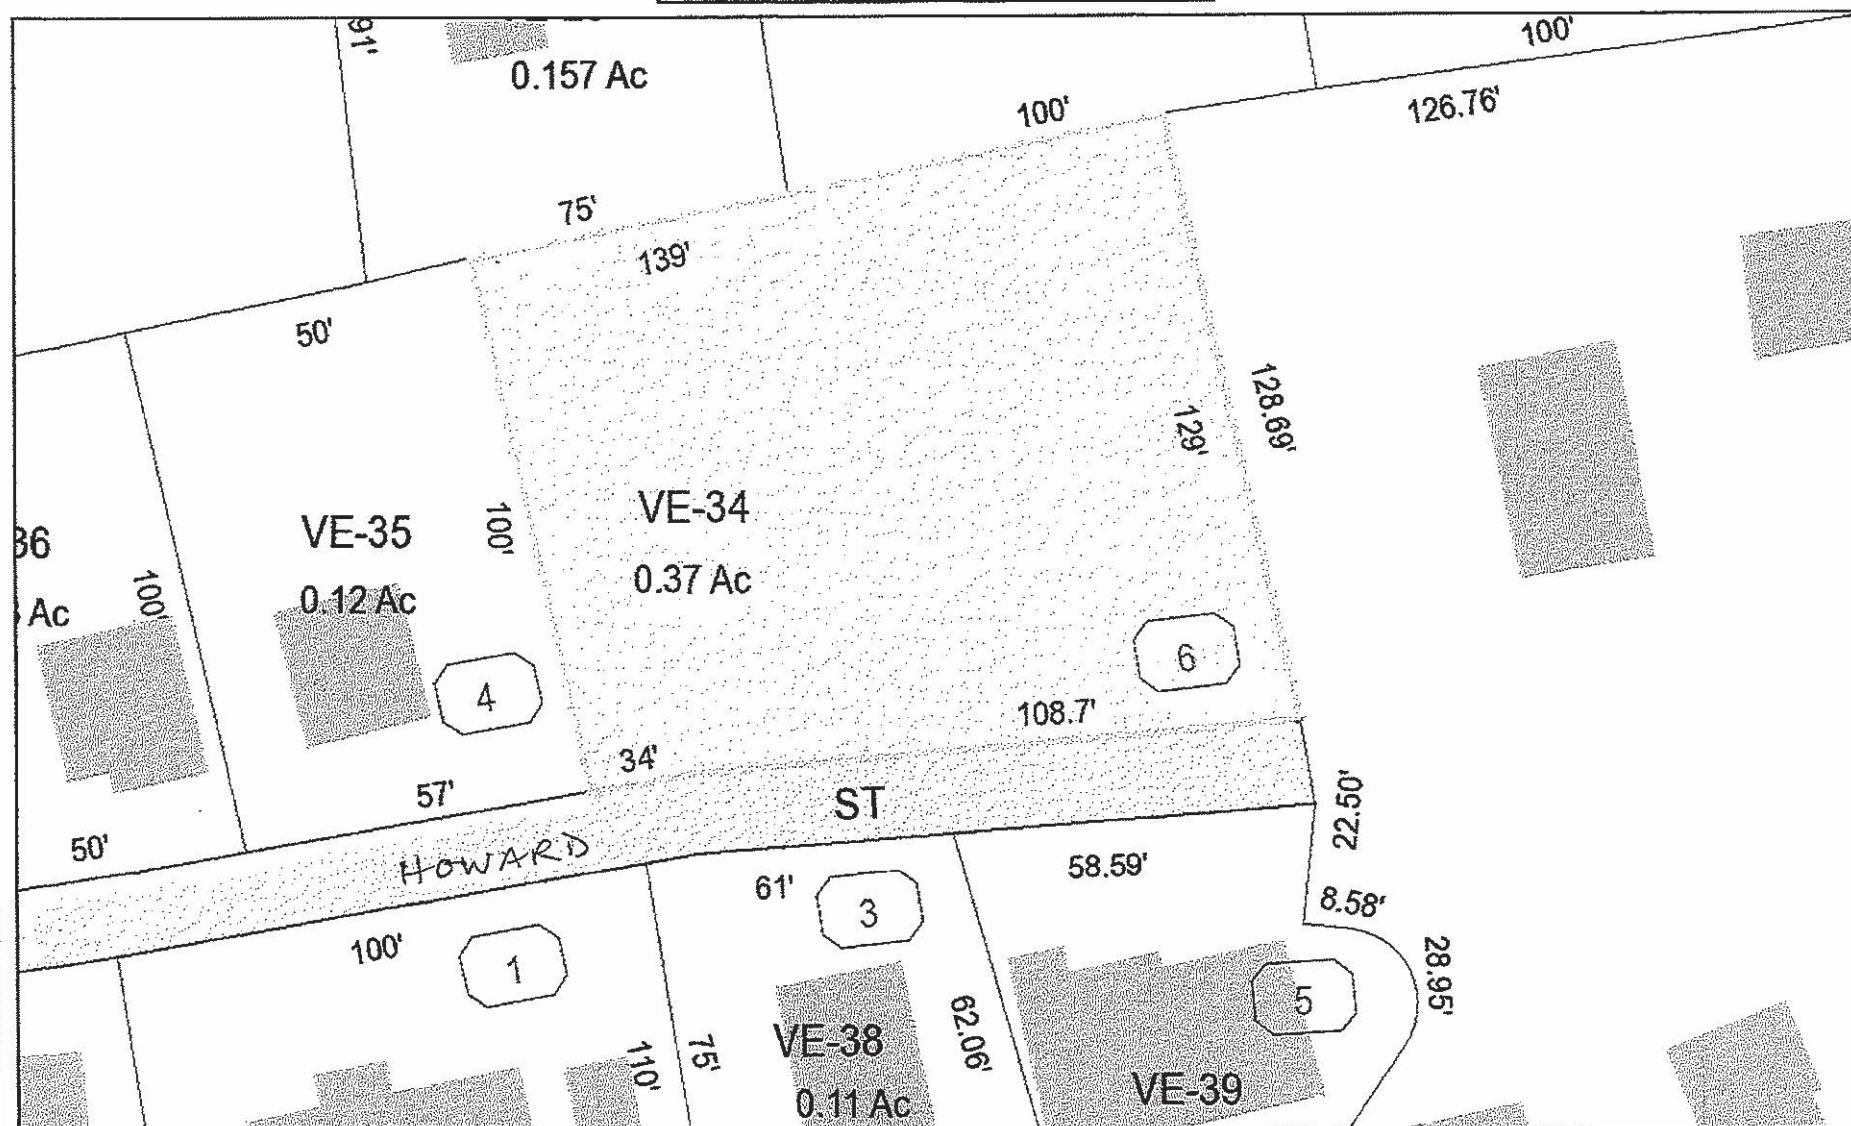 91'
0.157 Ac
100'
100'
126.76'
75'
139'
50'
128.69'
129'
VE-35
0.12 Ac
100'
VE-34
0.37 Ac
36
Ac
100'
6
4
108.7'
34'
57'
ST
22.50'
50'
HOWARD
61'
3
58.59'
8.58'
100'
1
28.95'
5
110'
75'
VE-38
0.11 Ac
62.06'
VE-39